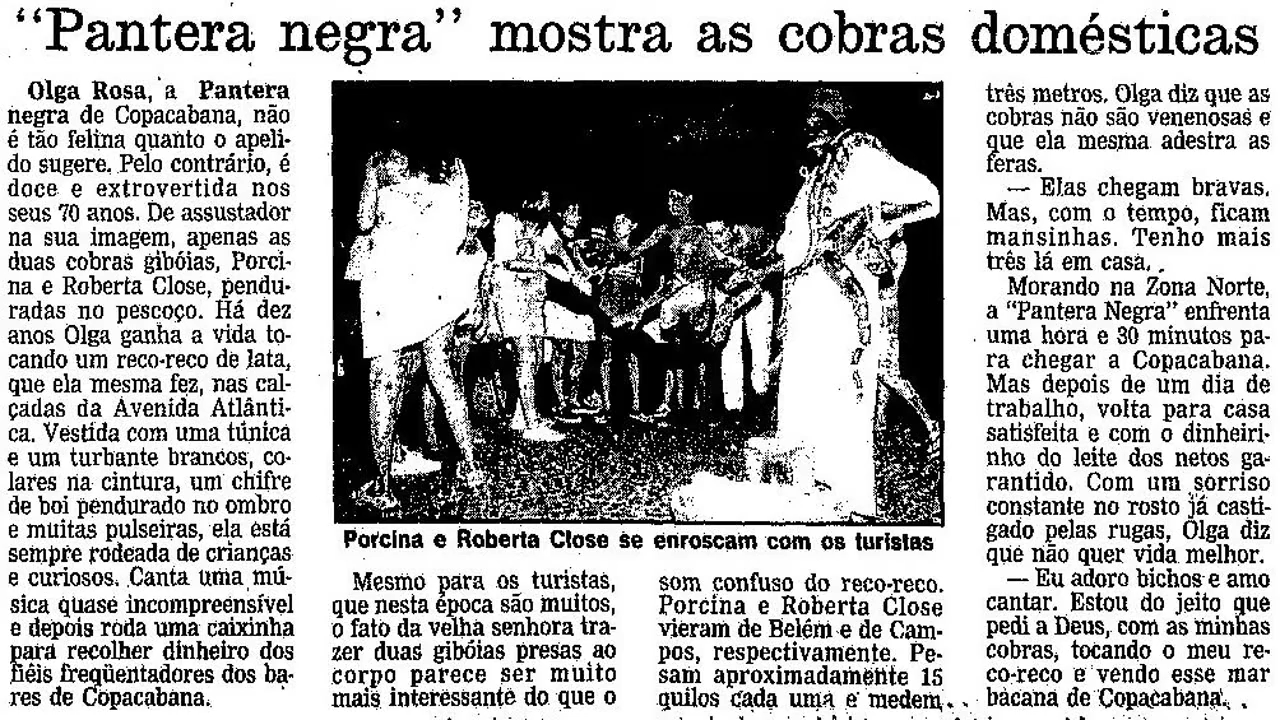 “Pantera negra” mostra as cobras domésticas
Olga Rosa, a Pantera
negra de Copacabana, não
é tão felina quanto o apeli-
do sugere. Pelo contrário, é
doce e extrovertida nos
seus 70 anos. De assustador
na sua imagem, apenas as
duas cobras gibóias, Porci-
na e Roberta Close, pendu-
radas no pescoço. Há dez
anos Olga ganha a vida to-
cando um reco-reco de lata,
que ela mesma fez, nas cal-
çadas da Avenida Atlânti-
ca. Vestida com uma túnica
e um turbante brancos, co-
lares na cintura, um chifre
de boi pendurado no ombro
e muitas pulseiras, ela está
sempre rodeada de crianças
e curiosos. Canta uma mú-
sica quase incompreensível
e depois roda uma caixinha
para recolher dinheiro dos
fiéis freqüentadores dos ba-
res de Copacabana.
Porcina e Roberta Close se enroscam com os turistas
Mesmo para os turistas,
que nesta época são muitos,
o fato da velha senhora tra-
zer duas gibóias presas ao
corpo parece ser muito
mais interessante do que o
som confuso do reco-reco.
Porcina e Roberta Close
vieram de Belém e de Cam-
pos, respectivamente. Pe-
sam aproximadamente 15
quilos cada uma e medem
três metros. Olga diz que as
cobras não são venenosas e
que ela mesma adestra as
feras.
— Elas chegam bravas.
Mas, com o tempo, ficam
mansinhas. Tenho mais
três lá em casa.
Morando na Zona Norte,
a “Pantera Negra” enfrenta
uma hora e 30 minutos pa-
ra chegar a Copacabana.
Mas depois de um dia de
trabalho, volta para casa
satisfeita e com o dinheiri-
nho do leite dos netos ga-
rantido. Com um sorriso
constante no rosto já casti-
gado pelas rugas, Olga diz
que não quer vida melhor.
— Eu adoro bichos e amo
cantar. Estou do jeito que
pedi a Deus, com as minhas
cobras, tocando o meu re-
co-reco e vendo esse mar
bacana de Copacabana.